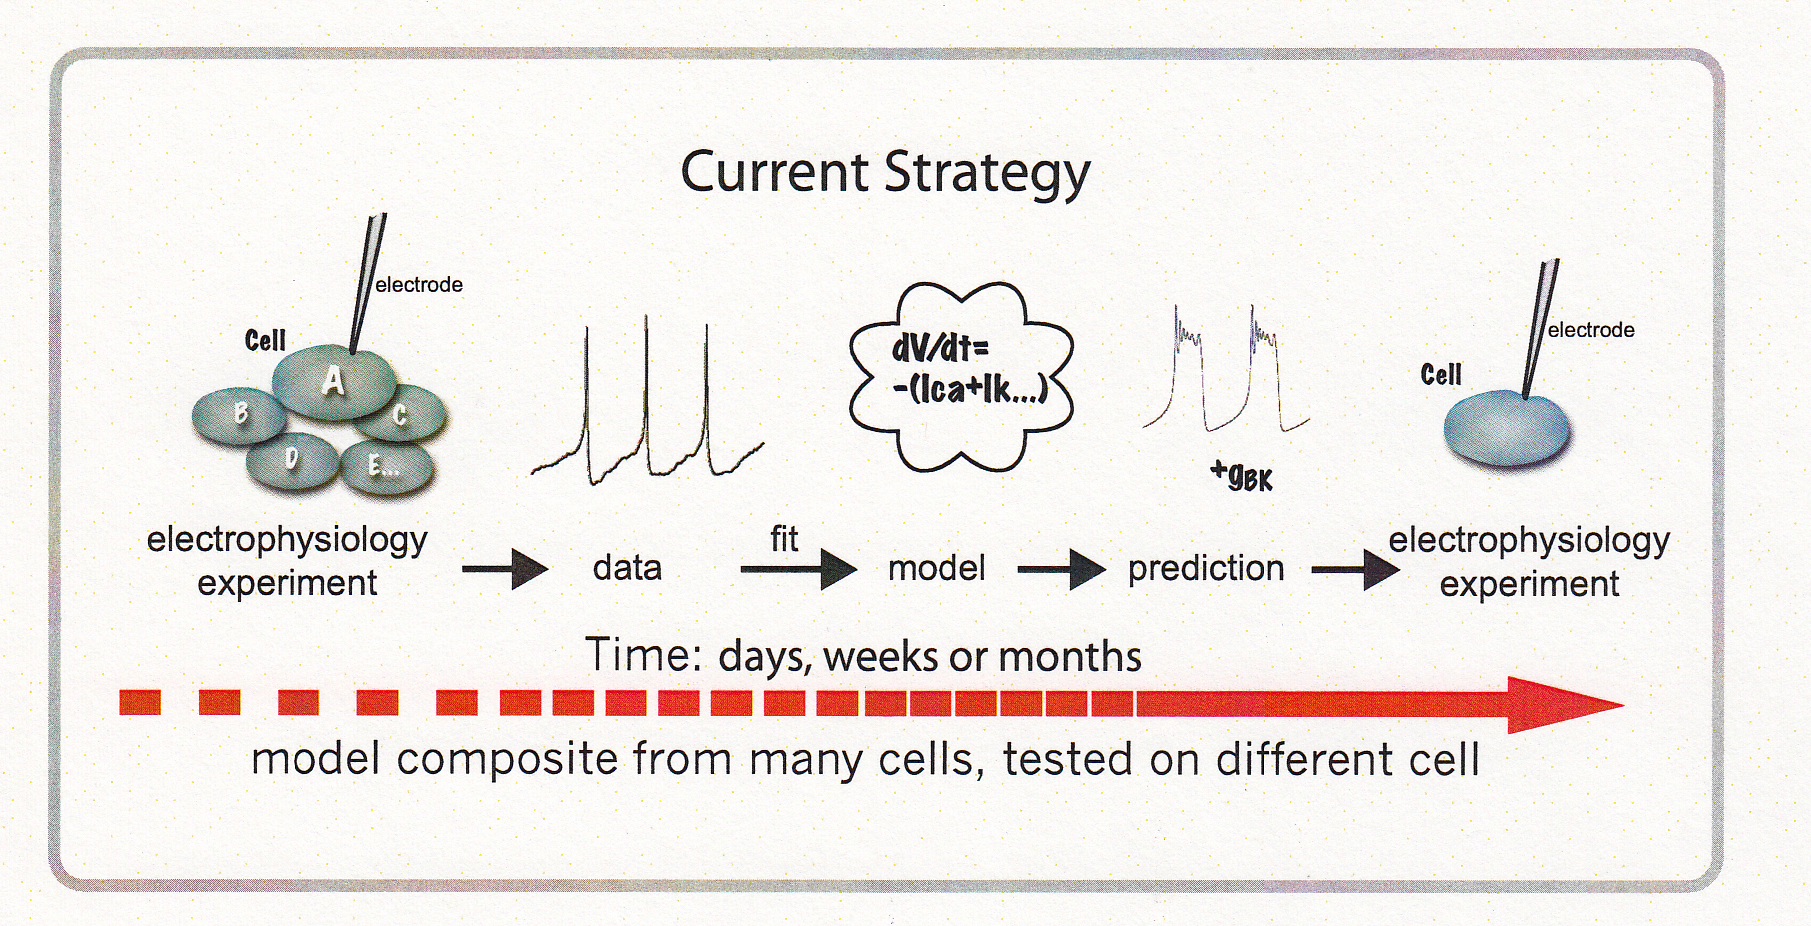 Current Strategy
electrode
Cell
A
B
C
D
E...
dV/dt=
-(Ica+Ik...)
+gBK
electrode
Cell
electrophysiology
experiment
data
fit
model
prediction
electrophysiology
experiment
Time: days, weeks or months
model composite from many cells, tested on different cell